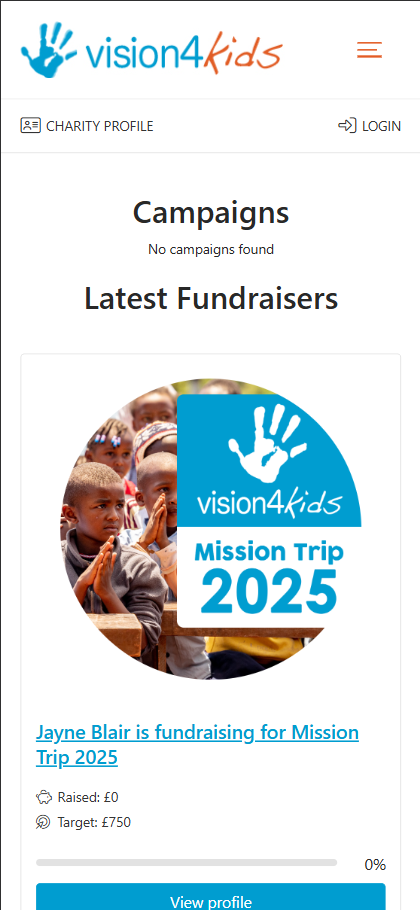 vision4kids
CHARITY PROFILE
LOGIN
Campaigns
No campaigns found
Latest Fundraisers
vision4kids
Mission Trip
2025
Jayne Blair is fundraising for Mission
Trip 2025
Raised: £0
Target: £750
0%
View profile